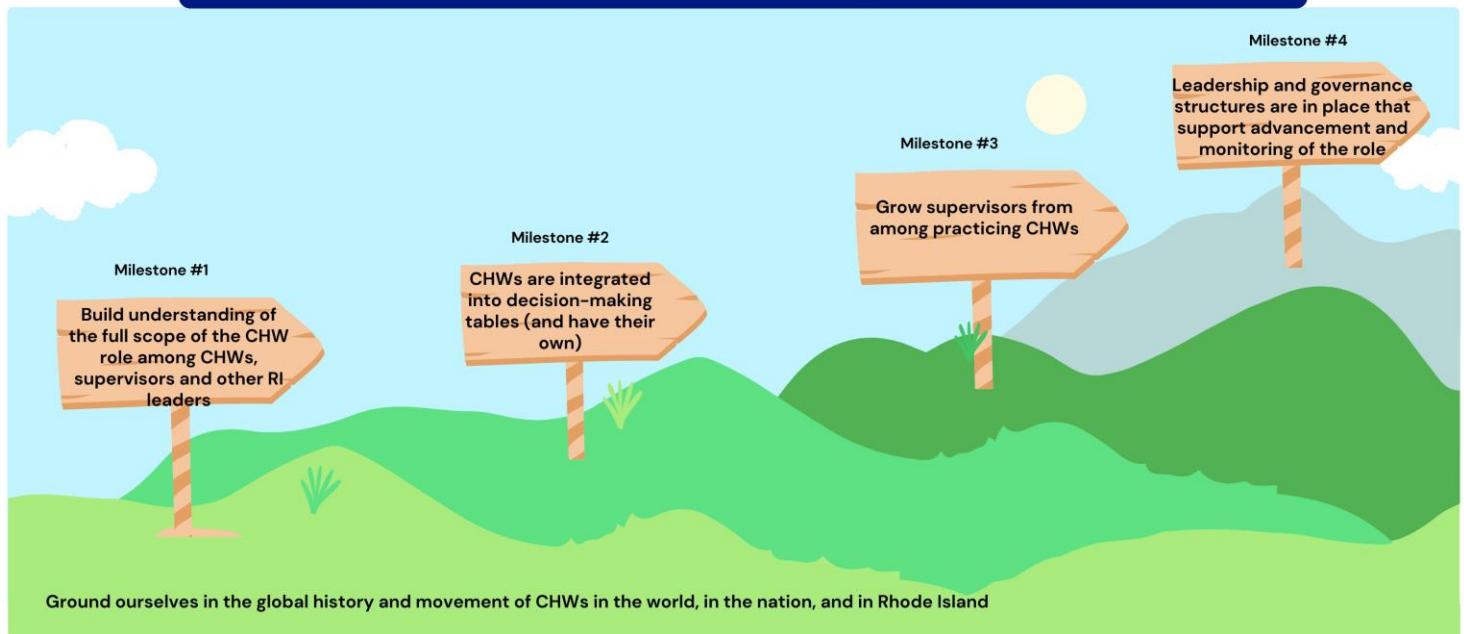 Milestone #1
Build understanding of
the full scope of the CHW
role among CHWs,
supervisors and other RI
leaders
Milestone #2
CHWs are integrated
into decision-making
tables (and have their
own)
Milestone #3
Grow supervisors from
among practicing CHWs
Milestone #4
Leadership and governance
structures are in place that
support advancement and
monitoring of the role
Ground ourselves in the global history and movement of CHWs in the world, in the nation, and in Rhode Island